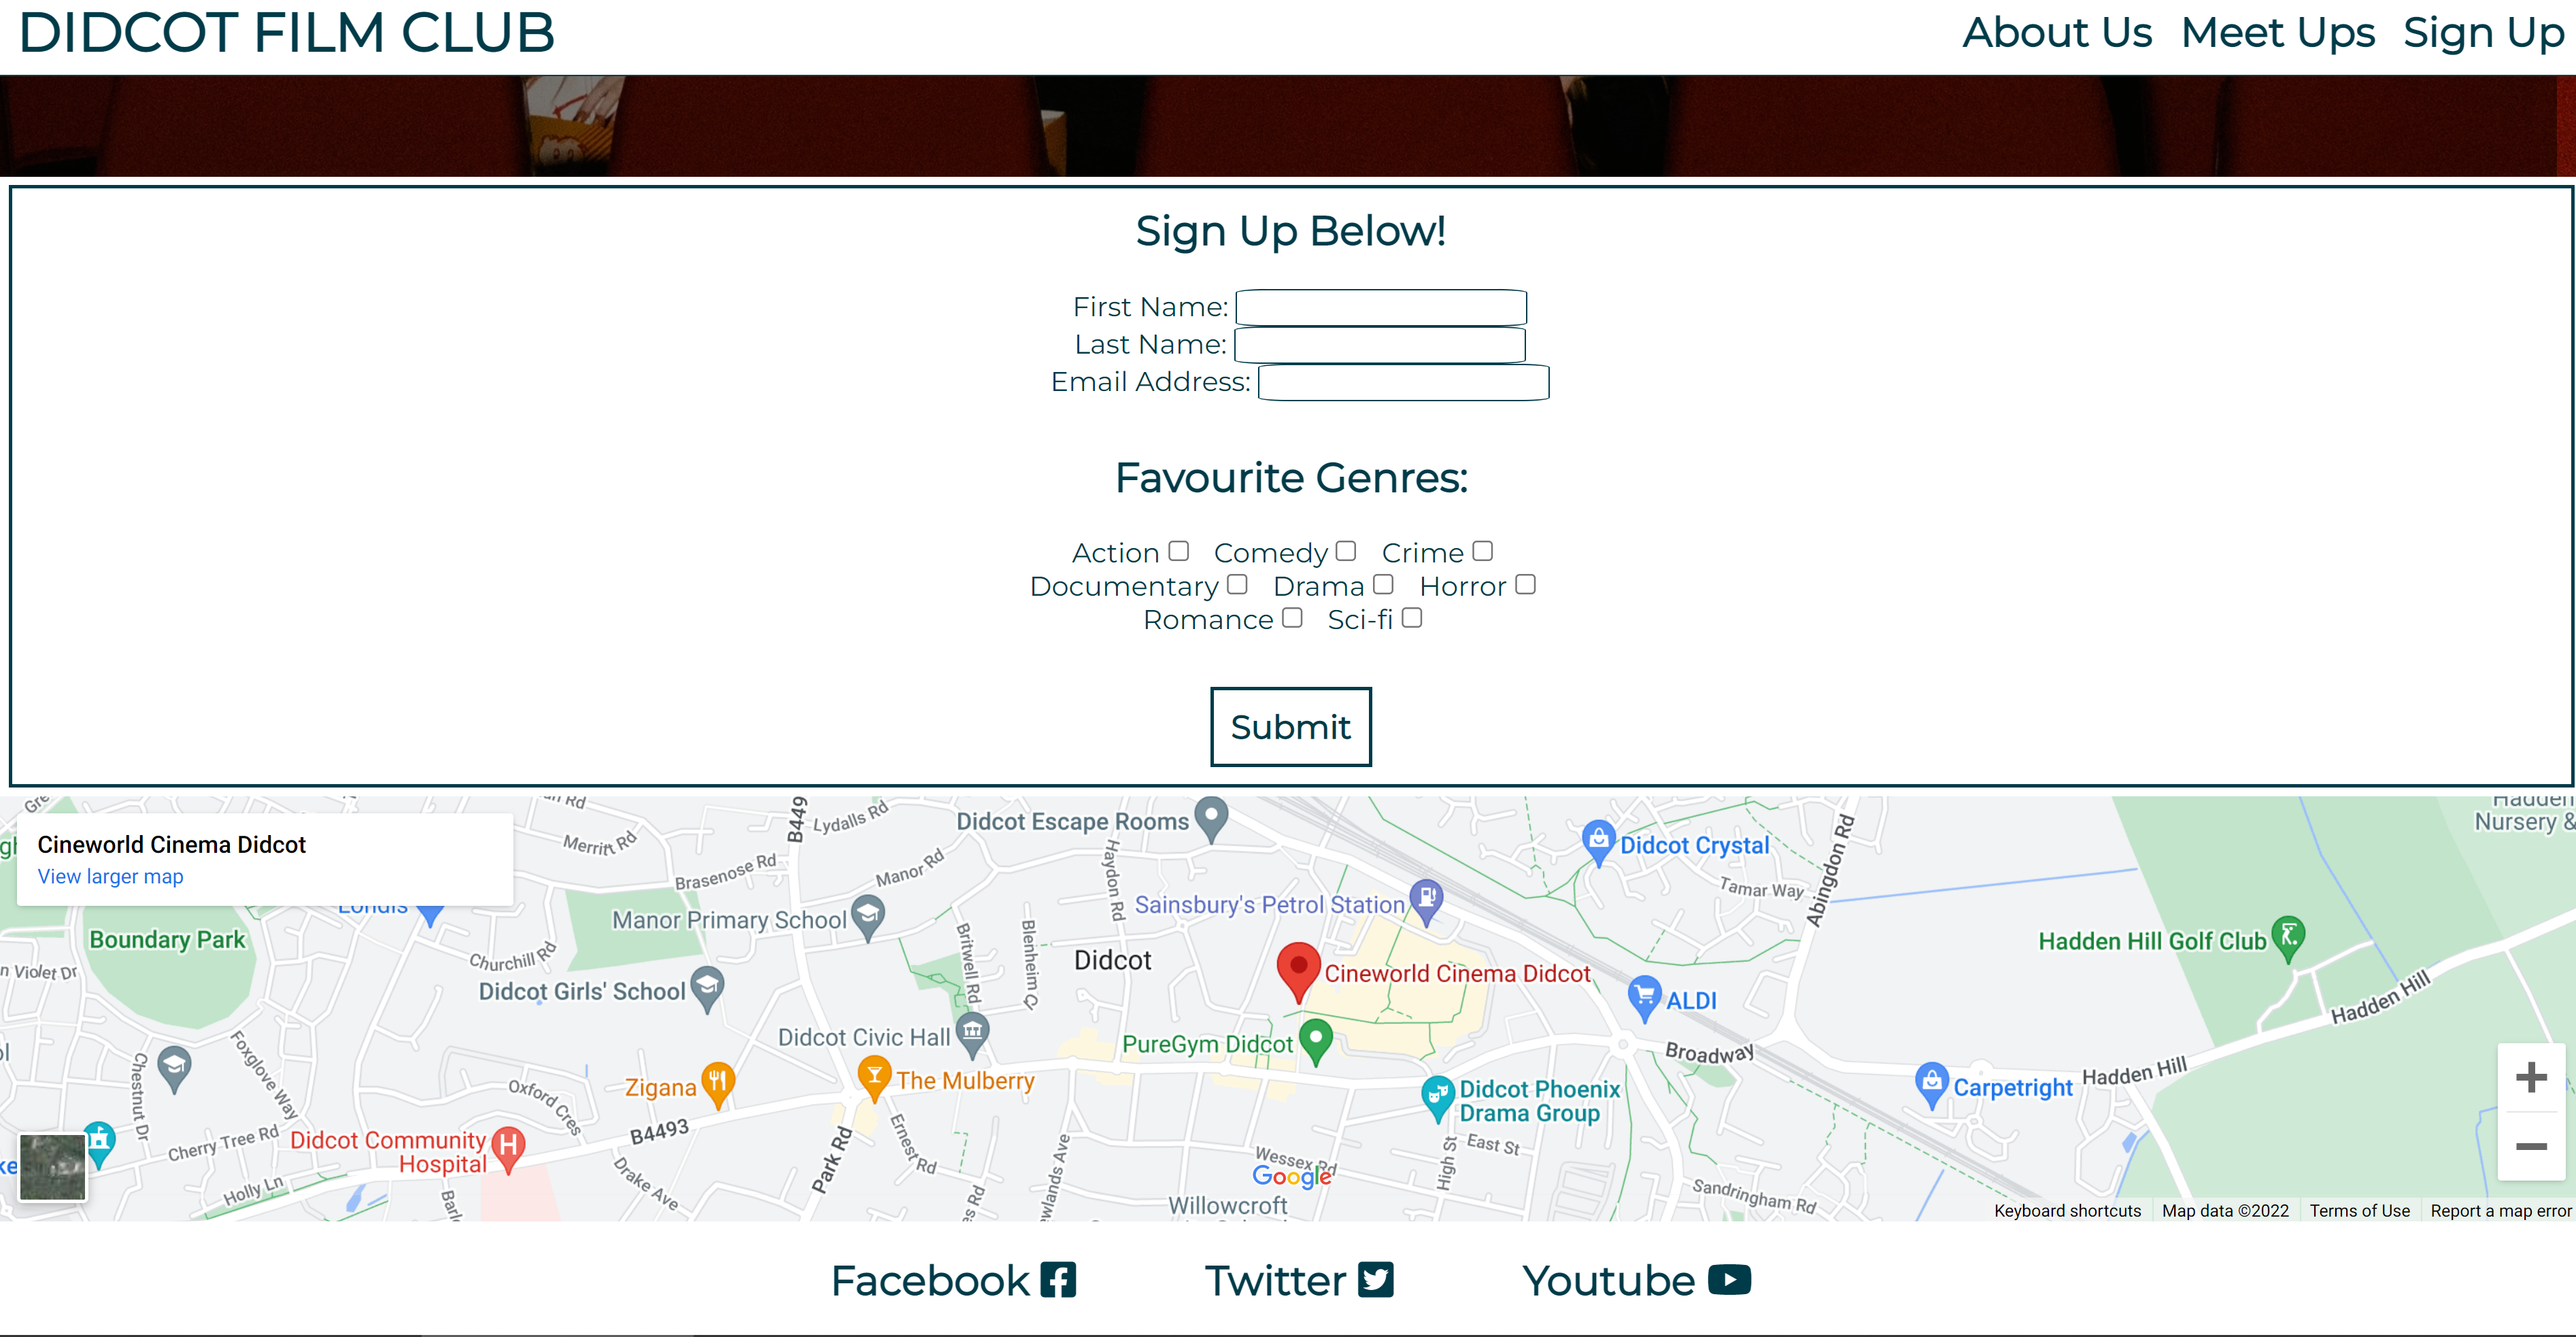 DIDCOT FILM CLUB
About Us Meet Ups Sign Up
Sign Up Below!
First Name:
Last Name:
Email Address:
Favourite Genres:
Action Comedy Crime
Documentary Drama Horror
Romance Sci-fi
Submit
Cineworld Cinema Didcot
View larger map
Londis
Boundary Park
n Violet Dr
Merritt Rd
B449
Lydalls Rd
Brasenose Rd
Manor Rd
Manor Primary School
Churchill Rd
Didcot Girls' School
Didcot Escape Rooms
Haydon Rd
Britwell Rd
Blenheim Cl
Didcot
Sainsbury's Petrol Station
Cineworld Cinema Didcot
PureGym Didcot
Didcot Civic Hall
Didcot Crystal
Tamar Way
Abingdon Rd
Hadden
Nursery &
Hadden Hill Golf Club
Hadden Hill
Hadden Hill
ALDI
Broadway
Carpetright
Didcot Phoenix
Drama Group
Zigana
The Mulberry
Foxglove Way
Chestnut Dr
Oxford Cres
Cherry Tree Rd
Didcot Community
Hospital
B4493
Holly Ln
Drake Ave
Park Rd
Ernest Rd
wlands Ave
Wessex Rd
Google
High St
East St
Willowcroft
Sandringham Rd
Keyboard shortcuts Map data ©2022 Terms of Use Report a map error
Facebook Twitter Youtube